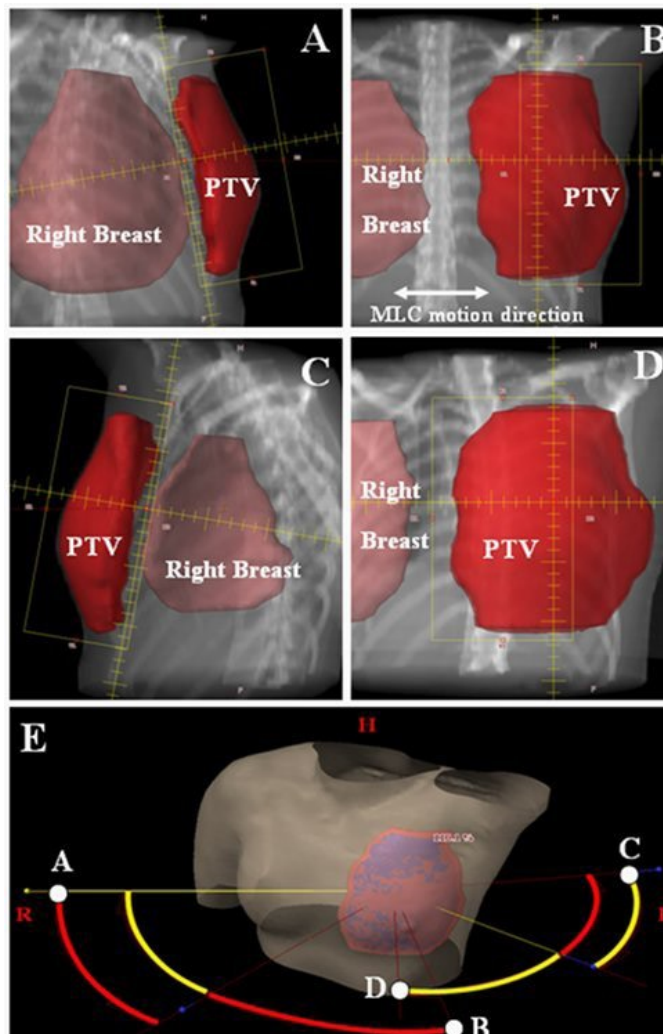 A
PTV
Right Breast
B
Right
Breast
PTV
MLC motion direction
C
PTV
Right Breast
D
Right
Breast
PTV
E
H
A
C
R
D
B